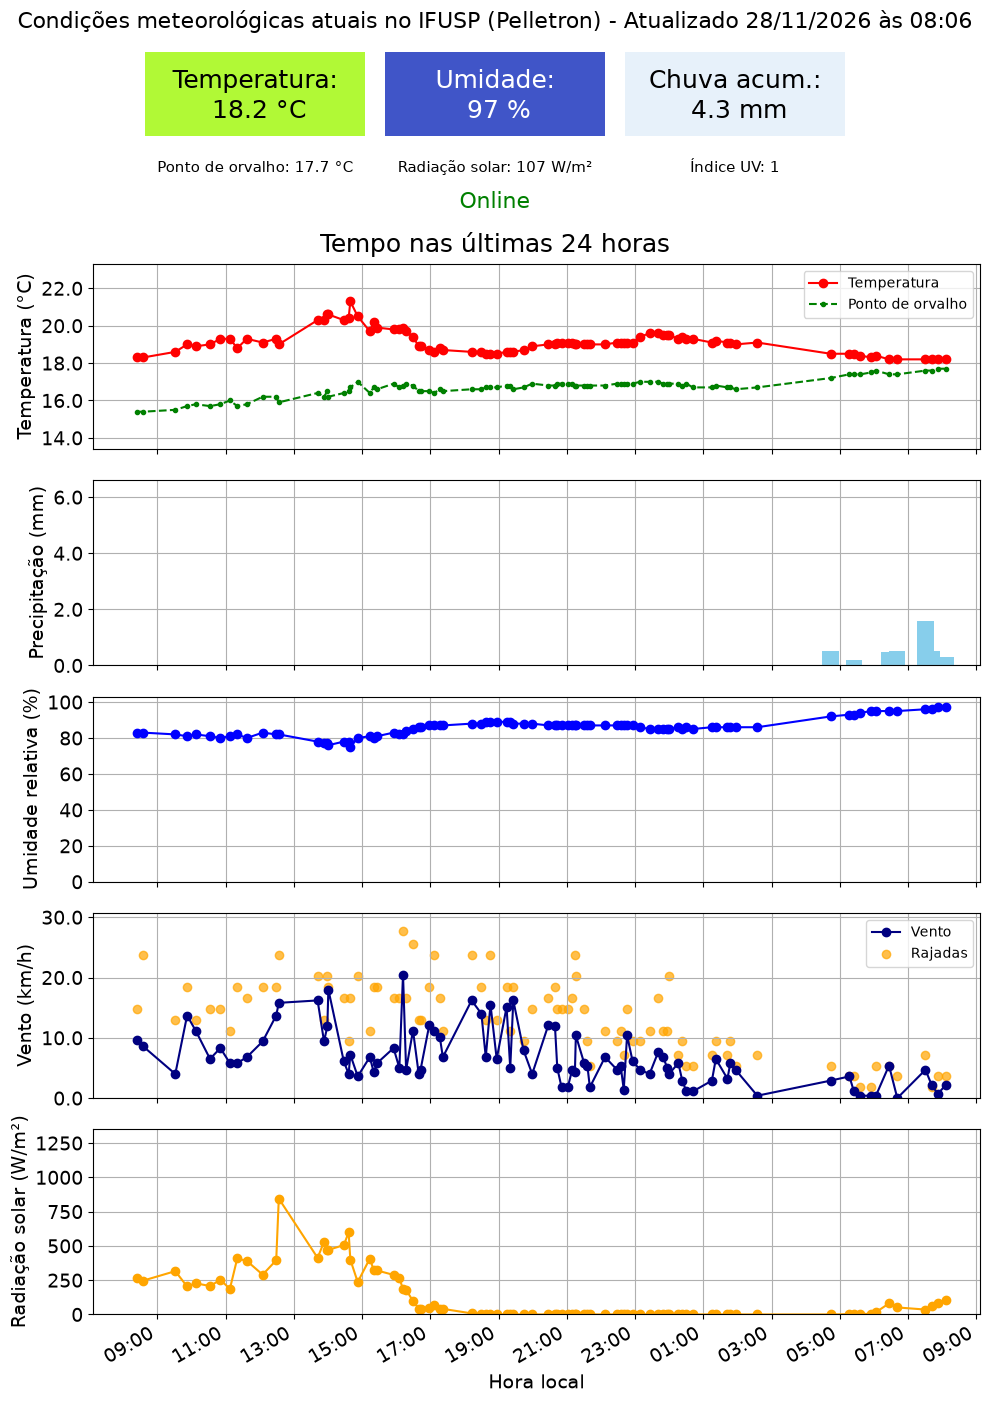 Condições meteorológicas atuais no IFUSP (Pelletron) - Atualizado 28/11/2026 às 08:06
Temperatura:
18.2 °C
Umidade:
97 %
Chuva acum.:
4.3 mm
Ponto de orvalho: 17.7 °C
Radiação solar: 107 W/m²
Índice UV: 1
Online
Tempo nas últimas 24 horas
Temperatura (°C)
22.0
20.0
18.0
16.0
14.0
Temperatura
Ponto de orvalho
Precipitação (mm)
6.0
4.0
2.0
0.0
Umidade relativa (%)
100
80
60
40
20
0
Vento (km/h)
30.0
20.0
10.0
0.0
Vento
Rajadas
Radiação solar (W/m²)
1250
1000
750
500
250
0
09:00
11:00
13:00
15:00
17:00
19:00
21:00
23:00
01:00
03:00
05:00
07:00
09:00
Hora local